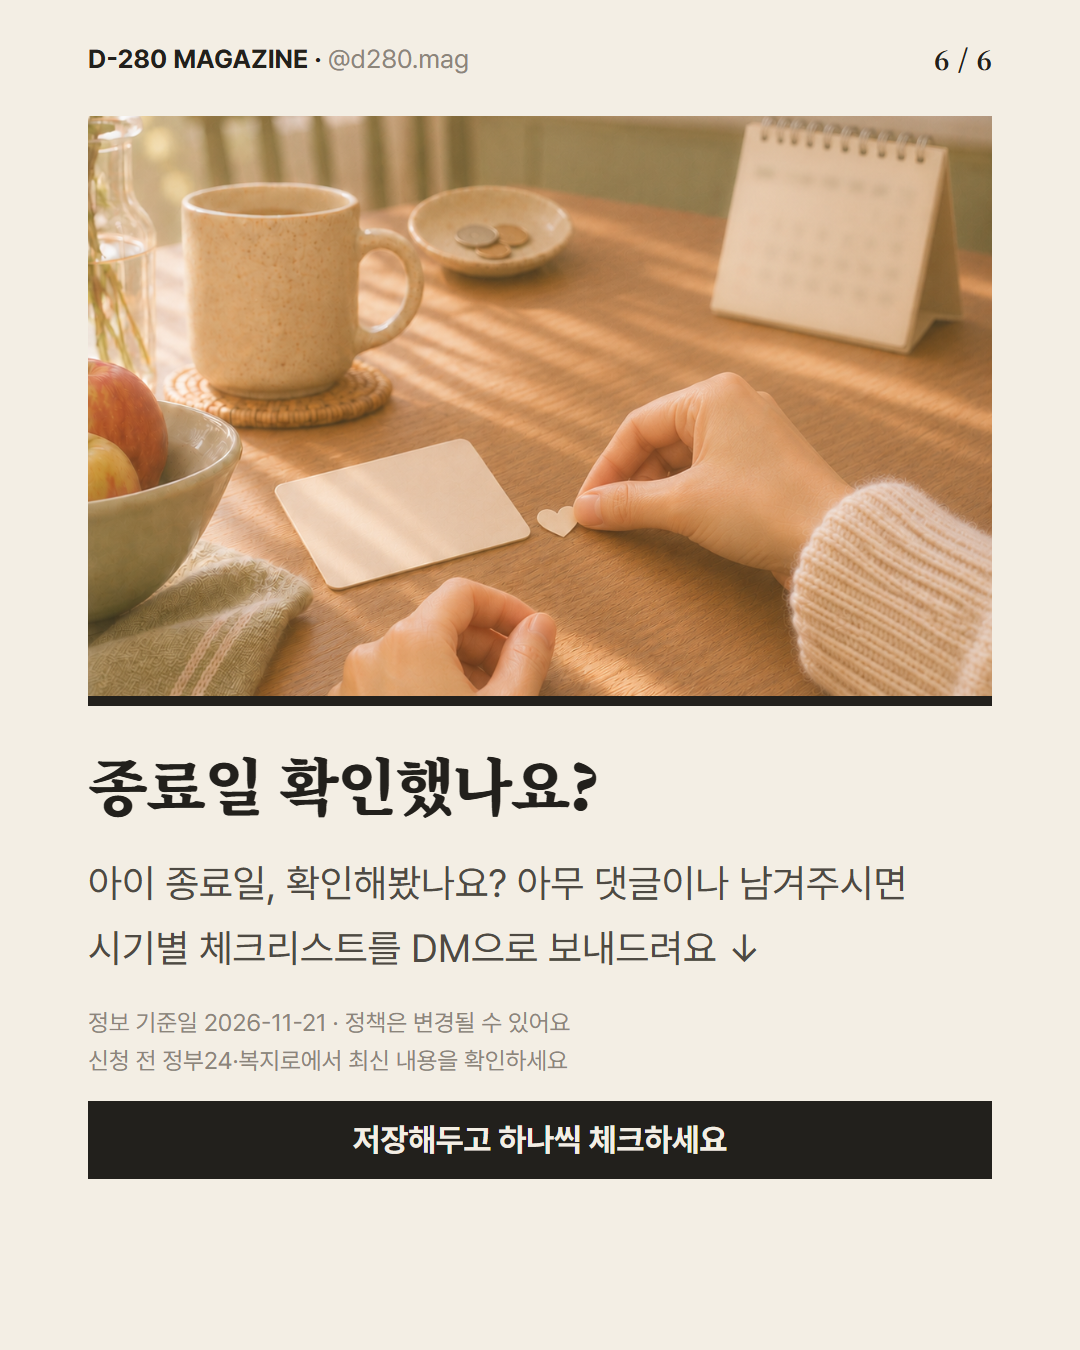 D-280 MAGAZINE · @d280.mag
6 / 6
종료일 확인했나요?
아이 종료일, 확인해봤나요? 아무 댓글이나 남겨주시면
시기별 체크리스트를 DM으로 보내드려요 ↓
정보 기준일 2026-11-21 · 정책은 변경될 수 있어요
신청 전 정부24·복지로에서 최신 내용을 확인하세요
저장해두고 하나씩 체크하세요